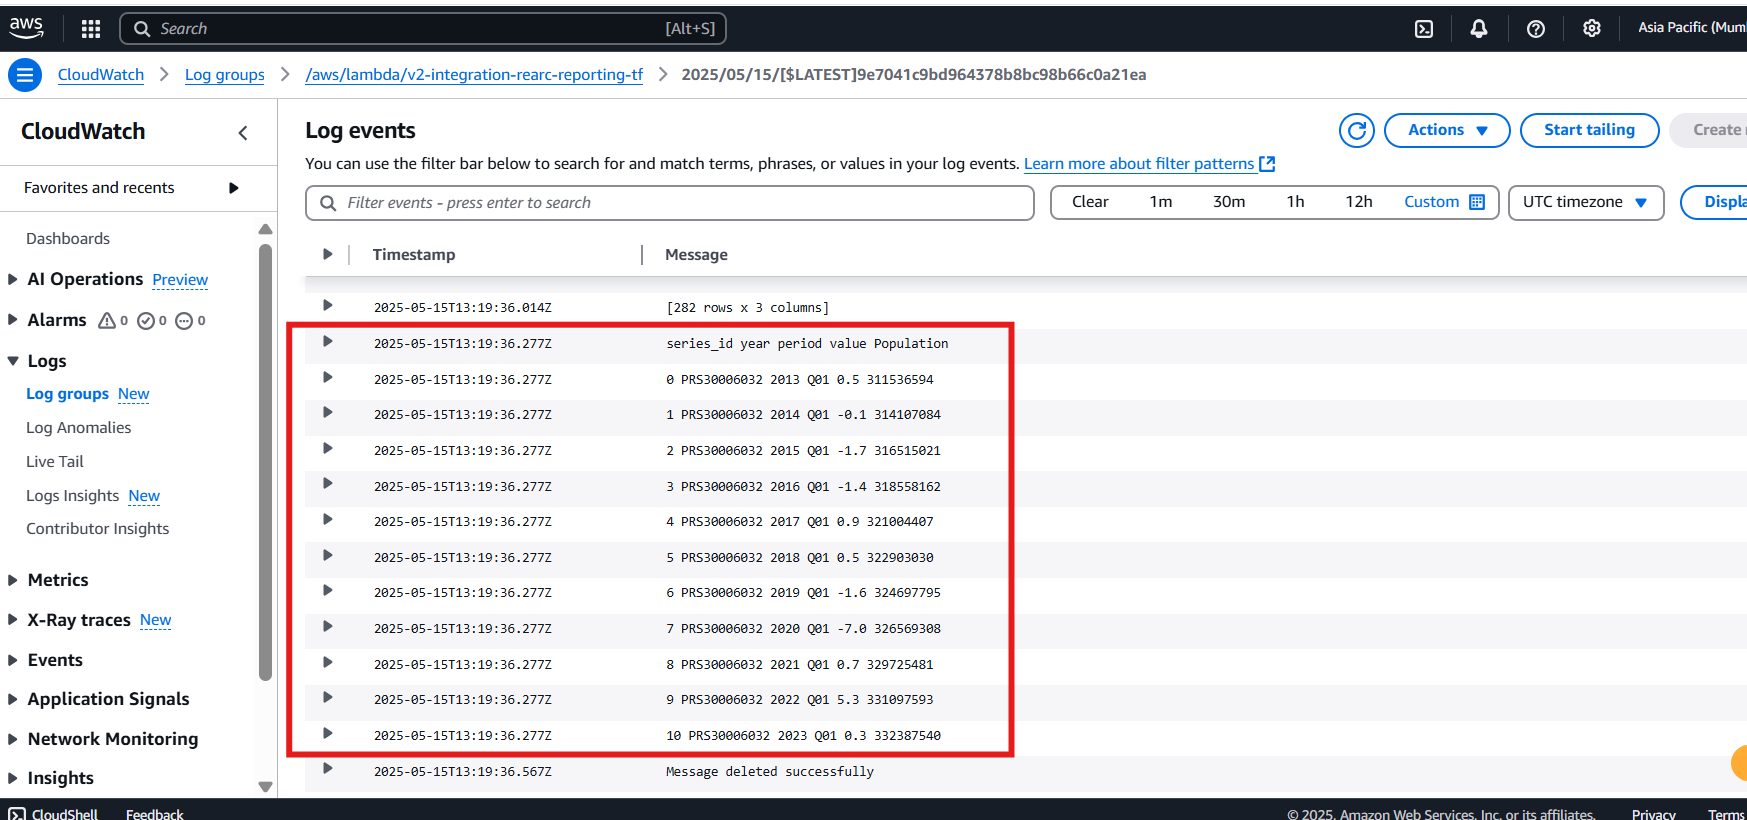 aws Search [Alt+S] Asia Pacific (Mum
CloudWatch Log groups /aws/lambda/v2-integration-rearc-reporting-tf 2025/05/15/[$LATEST]9e7041c9bd964378b8bc98b66c0a21ea
CloudWatch
Favorites and recents
Dashboards
AI Operations Preview
Alarms 0 0 0
Logs
Log groups New
Log Anomalies
Live Tail
Logs Insights New
Contributor Insights
Metrics
X-Ray traces New
Events
Application Signals
Network Monitoring
Insights
Log events
Actions Start tailing Create
You can use the filter bar below to search for and match terms, phrases, or values in your log events. Learn more about filter patterns
Filter events - press enter to search Clear 1m 30m 1h 12h Custom UTC timezone Displa
Timestamp Message
2025-05-15T13:19:36.014Z [282 rows x 3 columns]
2025-05-15T13:19:36.277Z series_id year period value Population
2025-05-15T13:19:36.277Z 0 PRS30006032 2013 Q01 0.5 311536594
2025-05-15T13:19:36.277Z 1 PRS30006032 2014 Q01 -0.1 314107084
2025-05-15T13:19:36.277Z 2 PRS30006032 2015 Q01 -1.7 316515021
2025-05-15T13:19:36.277Z 3 PRS30006032 2016 Q01 -1.4 318558162
2025-05-15T13:19:36.277Z 4 PRS30006032 2017 Q01 0.9 321004407
2025-05-15T13:19:36.277Z 5 PRS30006032 2018 Q01 0.5 322903030
2025-05-15T13:19:36.277Z 6 PRS30006032 2019 Q01 -1.6 324697795
2025-05-15T13:19:36.277Z 7 PRS30006032 2020 Q01 -7.0 326569308
2025-05-15T13:19:36.277Z 8 PRS30006032 2021 Q01 0.7 329725481
2025-05-15T13:19:36.277Z 9 PRS30006032 2022 Q01 5.3 331097593
2025-05-15T13:19:36.277Z 10 PRS30006032 2023 Q01 0.3 332387540
2025-05-15T13:19:36.567Z Message deleted successfully
CloudShell Feedback © 2025, Amazon Web Services, Inc. or its affiliates. Privacy Terms